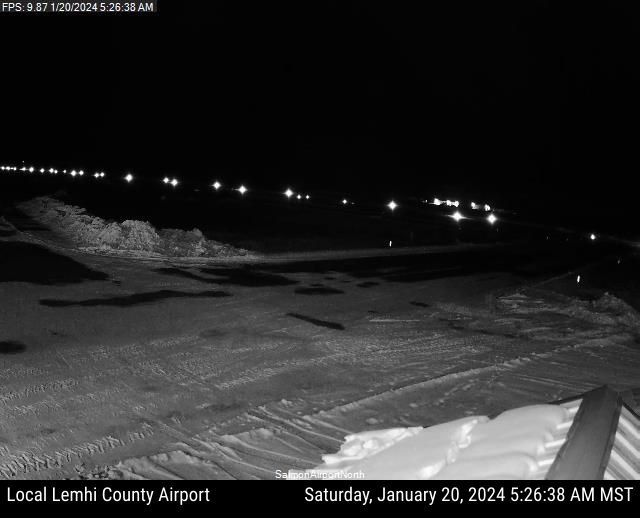 FPS: 9.87 1/20/2024 5:26:38 AM
SalmonAirportNorth
Local Lemhi County Airport
Saturday, January 20, 2024 5:26:38 AM MST